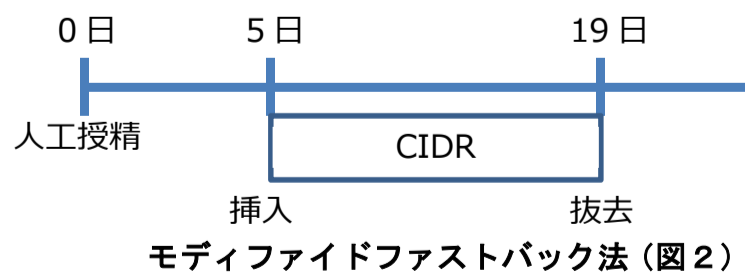 0日 5日 19日
人工授精
CIDR
挿入 抜去
モディファイドファストバック法（図２）